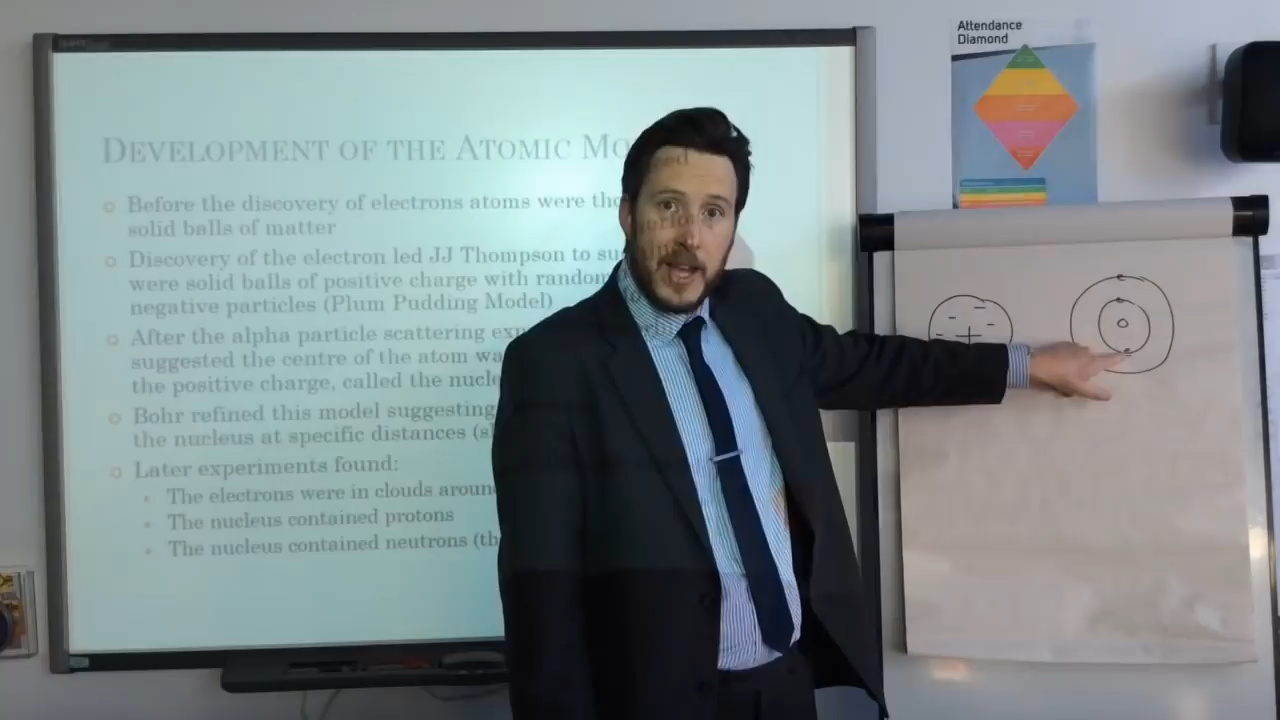 DEVELOPMENT OF THE ATOMIC MO
Before the discovery of electrons atoms were tho
solid balls of matter
Discovery of the electron led JJ Thompson to su
were solid balls of positive charge with random
negative particles (Plum Pudding Model)
After the alpha particle scattering exp
suggested the centre of the atom wa
the positive charge, called the nucle
Bohr refined this model suggesting
the nucleus at specific distances (s
Later experiments found:
The electrons were in clouds aroun
The nucleus contained protons
The nucleus contained neutrons (th
Attendance
Diamond